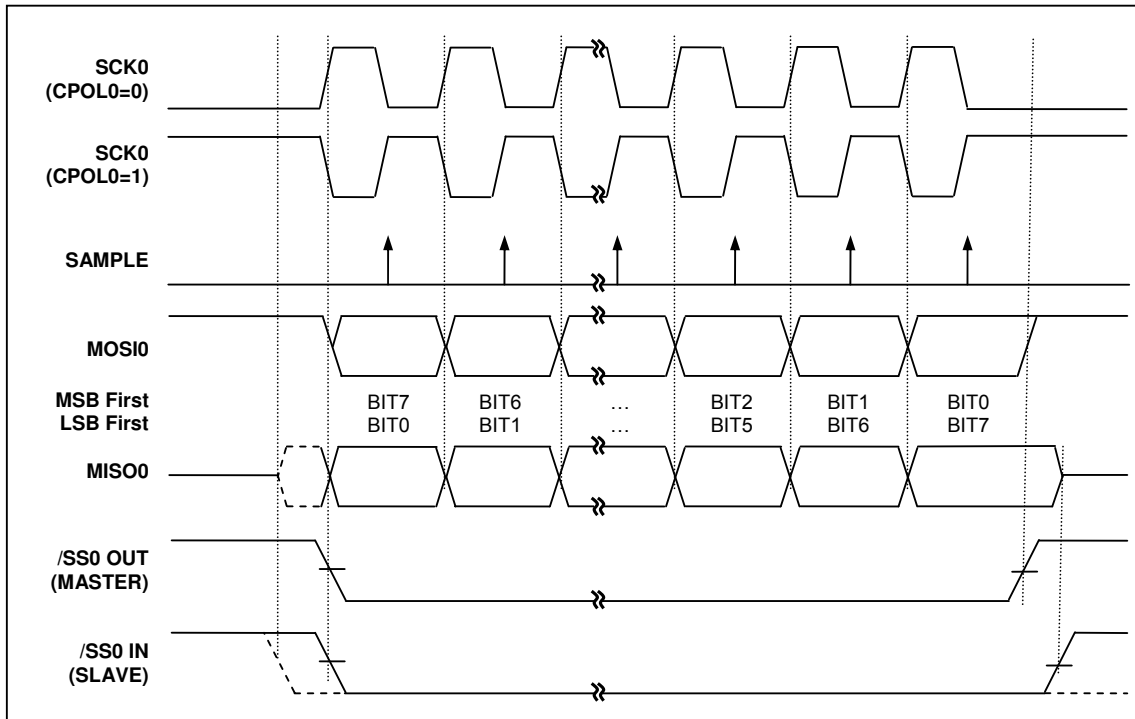 SCK0
(CPOL0=0)
SCK0
(CPOL0=1)
SAMPLE
MOSI0
MSB First BIT7 BIT6 ... BIT2 BIT1 BIT0
LSB First BIT0 BIT1 BIT5 BIT6 BIT7
MISO0
/SS0 OUT
(MASTER)
/SS0 IN
(SLAVE)